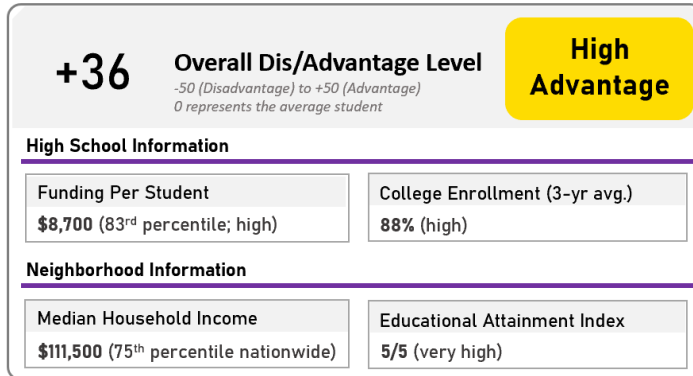 +36
Overall Dis/Advantage Level
-50 (Disadvantage) to +50 (Advantage)
0 represents the average student
High
Advantage
High School Information
Funding Per Student
$8,700 (83rd percentile; high)
College Enrollment (3-yr avg.)
88% (high)
Neighborhood Information
Median Household Income
$111,500 (75th percentile nationwide)
Educational Attainment Index
5/5 (very high)